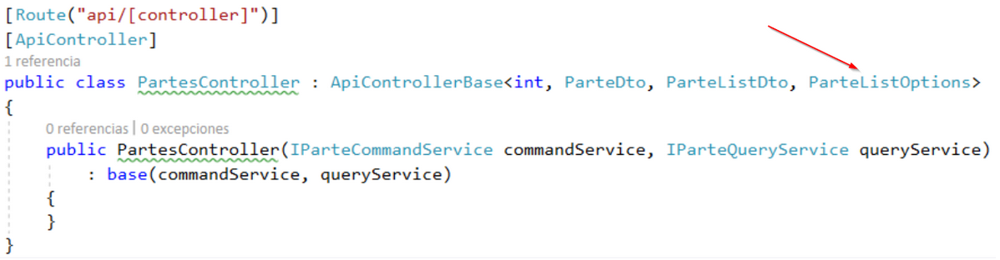 [Route("api/[controller]")]
[ApiController]
1 referencia
public class PartesController : ApiControllerBase<int, ParteDto, ParteListDto, ParteListOptions>
{
0 referencias | 0 excepciones
public PartesController(IParteCommandService commandService, IParteQueryService queryService)
: base(commandService, queryService)
{
}
}